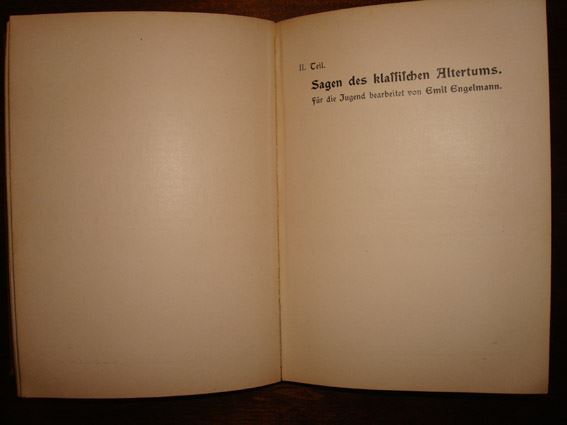 II. Teil.
Sagen des klassischen Altertums.
Für die Jugend bearbeitet von Emil Engelmann.